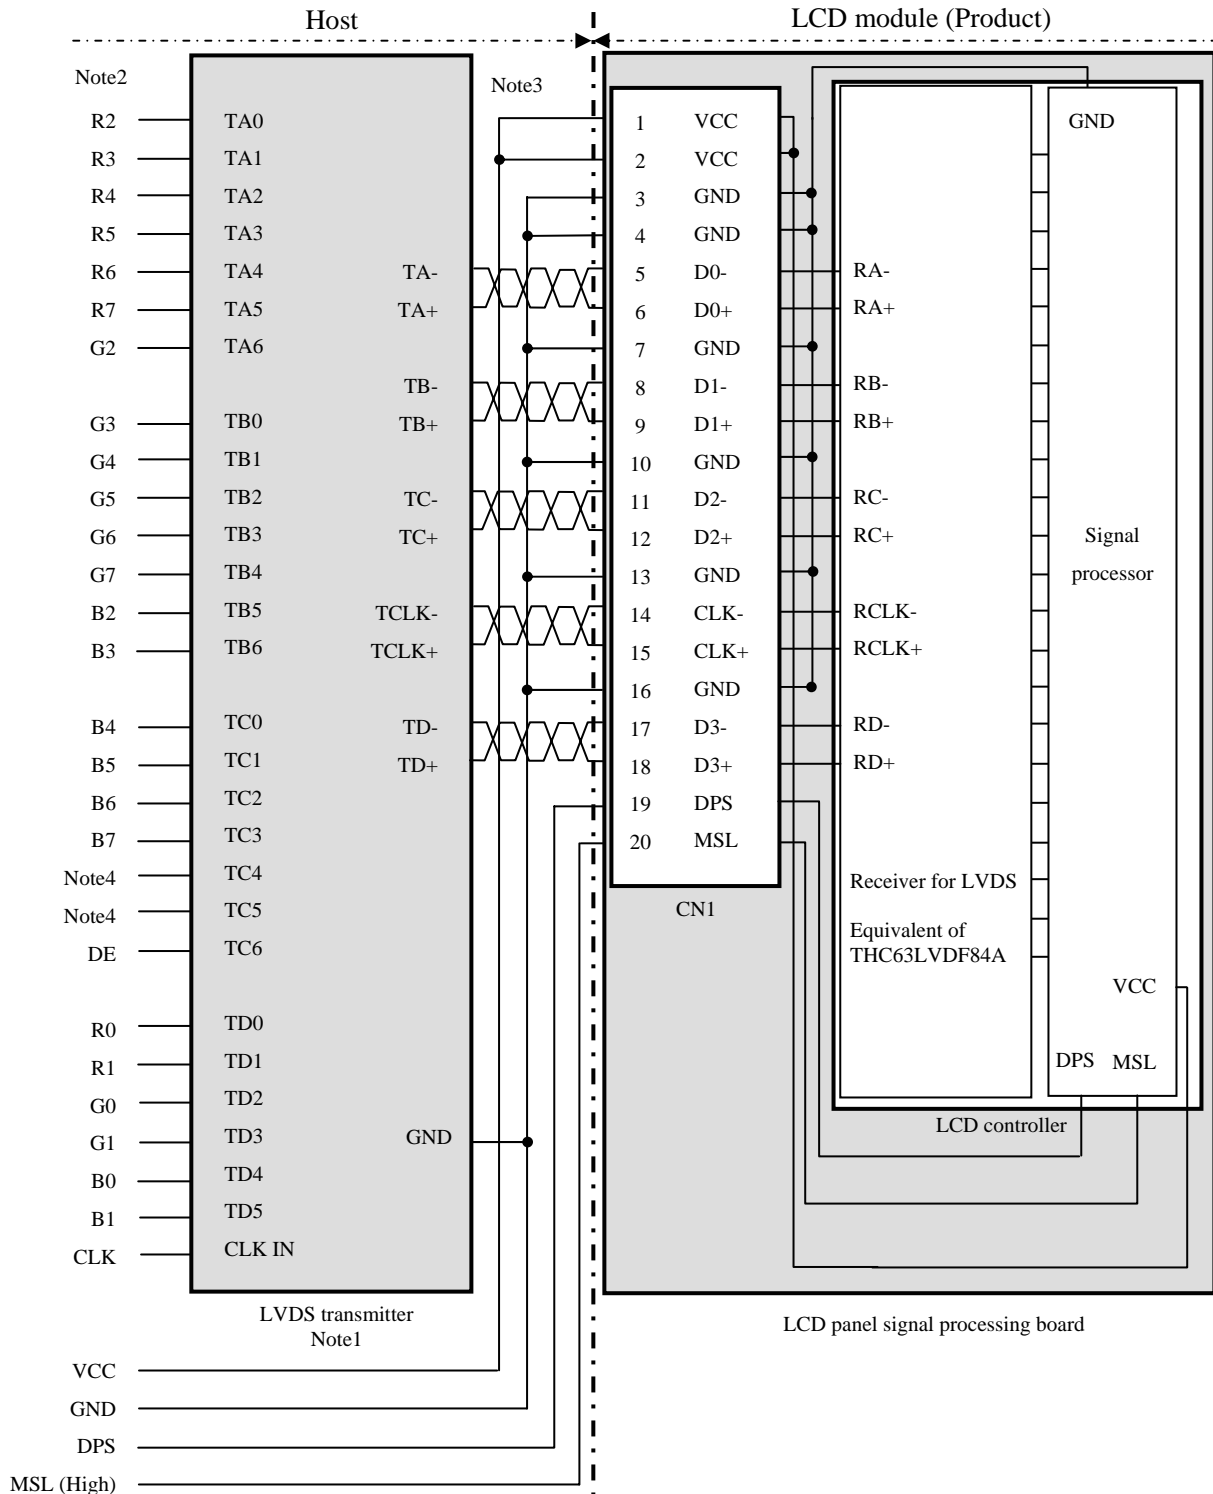 Host
LCD module (Product)
Note2
Note3
R2 TA0
R3 TA1
R4 TA2
R5 TA3
R6 TA4 TA-
R7 TA5 TA+
G2 TA6
TB-
G3 TB0 TB+
G4 TB1
G5 TB2 TC-
G6 TB3 TC+
G7 TB4
B2 TB5 TCLK-
B3 TB6 TCLK+
B4 TC0 TD-
B5 TC1 TD+
B6 TC2
B7 TC3
Note4 TC4
Note4 TC5
DE TC6
R0 TD0
R1 TD1
G0 TD2
G1 TD3 GND
B0 TD4
B1 TD5
CLK CLK IN
LVDS transmitter
Note1
VCC
GND
DPS
MSL (High)
1 VCC
2 VCC
3 GND
4 GND
5 D0-
6 D0+
7 GND
8 D1-
9 D1+
10 GND
11 D2-
12 D2+
13 GND
14 CLK-
15 CLK+
16 GND
17 D3-
18 D3+
19 DPS
20 MSL
CN1
RA-
RA+
RB-
RB+
RC-
RC+
RCLK-
RCLK+
RD-
RD+
Receiver for LVDS
Equivalent of
THC63LVDF84A
GND
Signal
processor
VCC
DPS MSL
LCD controller
LCD panel signal processing board